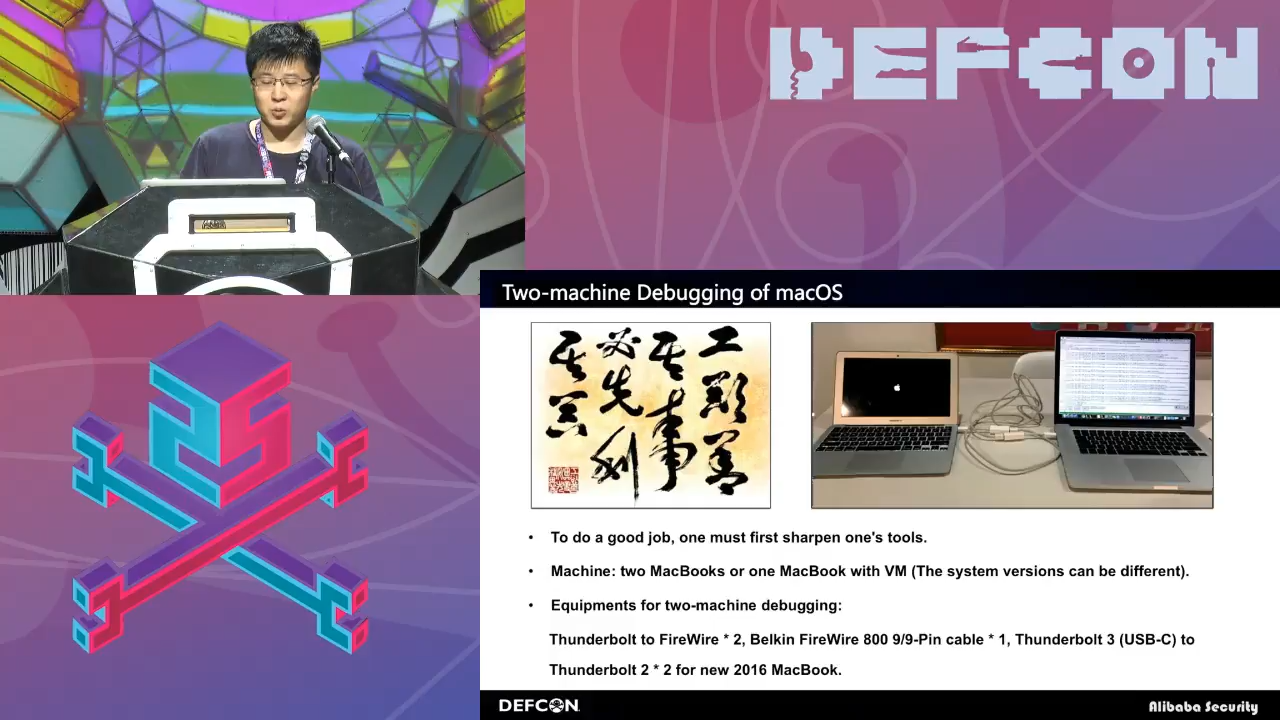 DEFCON
Two-machine Debugging of macOS
工欲善
其事
必先利
其器
• To do a good job, one must first sharpen one's tools.
• Machine: two MacBooks or one MacBook with VM (The system versions can be different).
• Equipments for two-machine debugging:
Thunderbolt to FireWire * 2, Belkin FireWire 800 9/9-Pin cable * 1, Thunderbolt 3 (USB-C) to
Thunderbolt 2 * 2 for new 2016 MacBook.
DEFCON
Alibaba Security